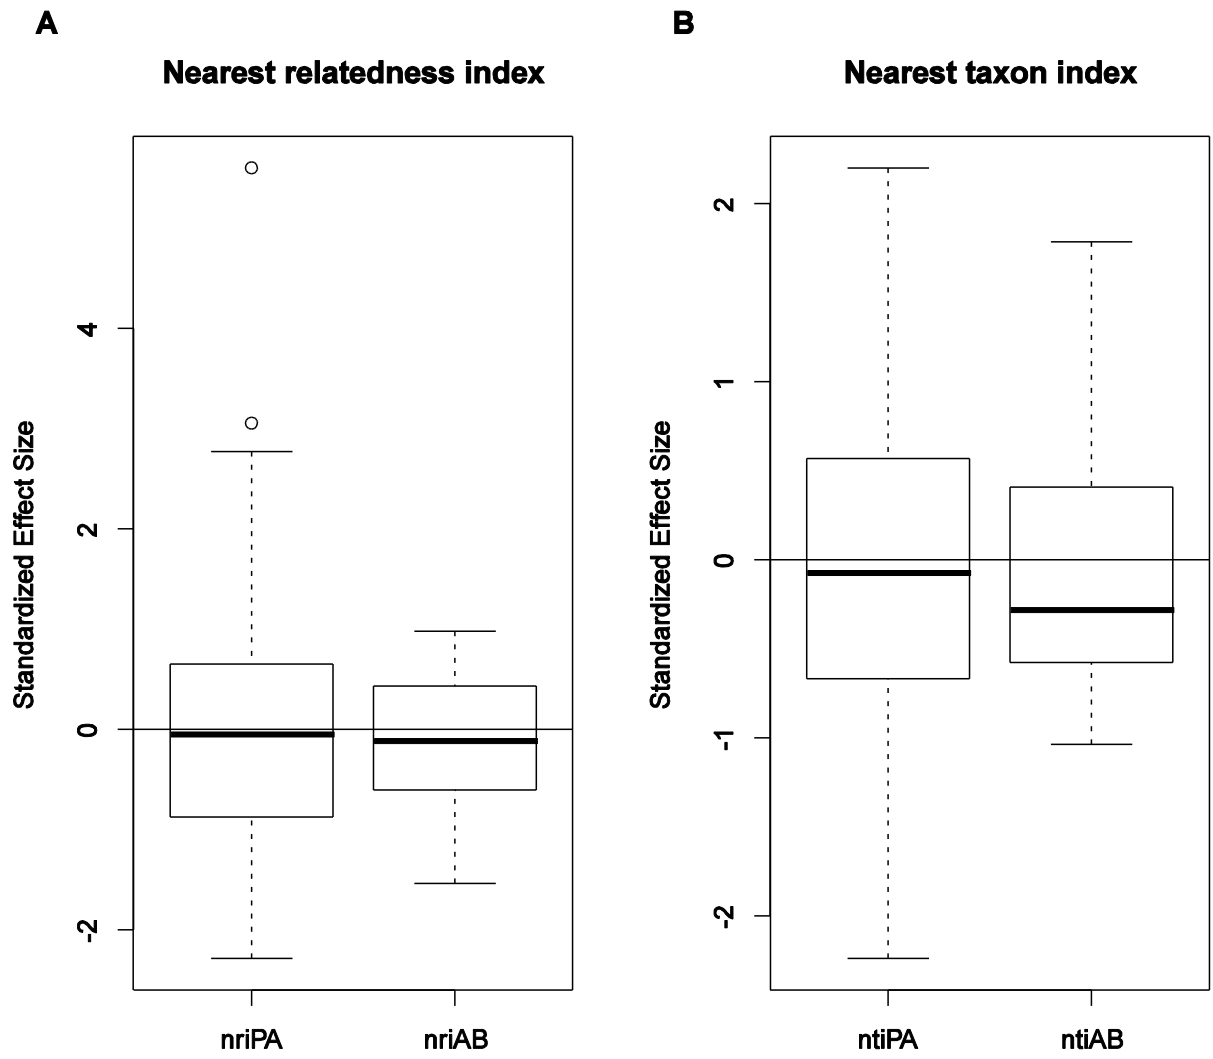 A
Nearest relatedness index
Standardized Effect Size
4
2
0
-2
nriPA nriAB
B
Nearest taxon index
Standardized Effect Size
2
1
0
-1
-2
ntiPA ntiAB